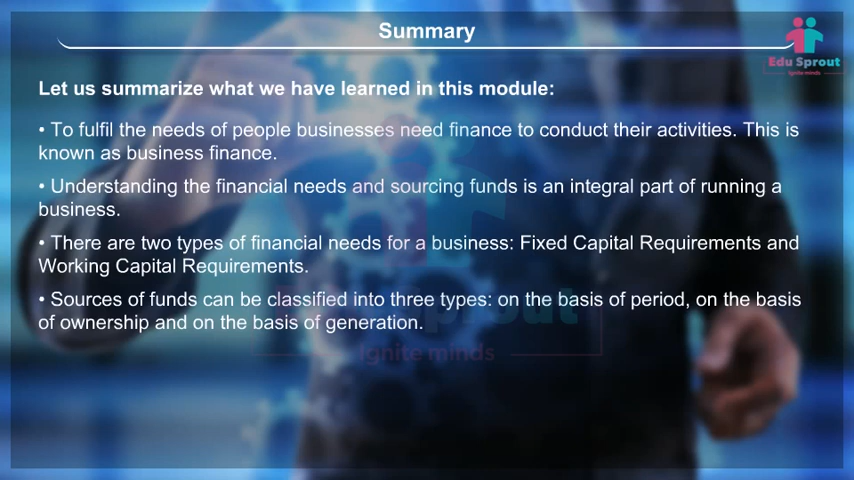 Summary
Edu Sprout
Ignite minds
Let us summarize what we have learned in this module:
• To fulfil the needs of people businesses need finance to conduct their activities. This is
known as business finance.
• Understanding the financial needs and sourcing funds is an integral part of running a
business.
• There are two types of financial needs for a business: Fixed Capital Requirements and
Working Capital Requirements.
• Sources of funds can be classified into three types: on the basis of period, on the basis
of ownership and on the basis of generation.
Sprout
Ignite minds